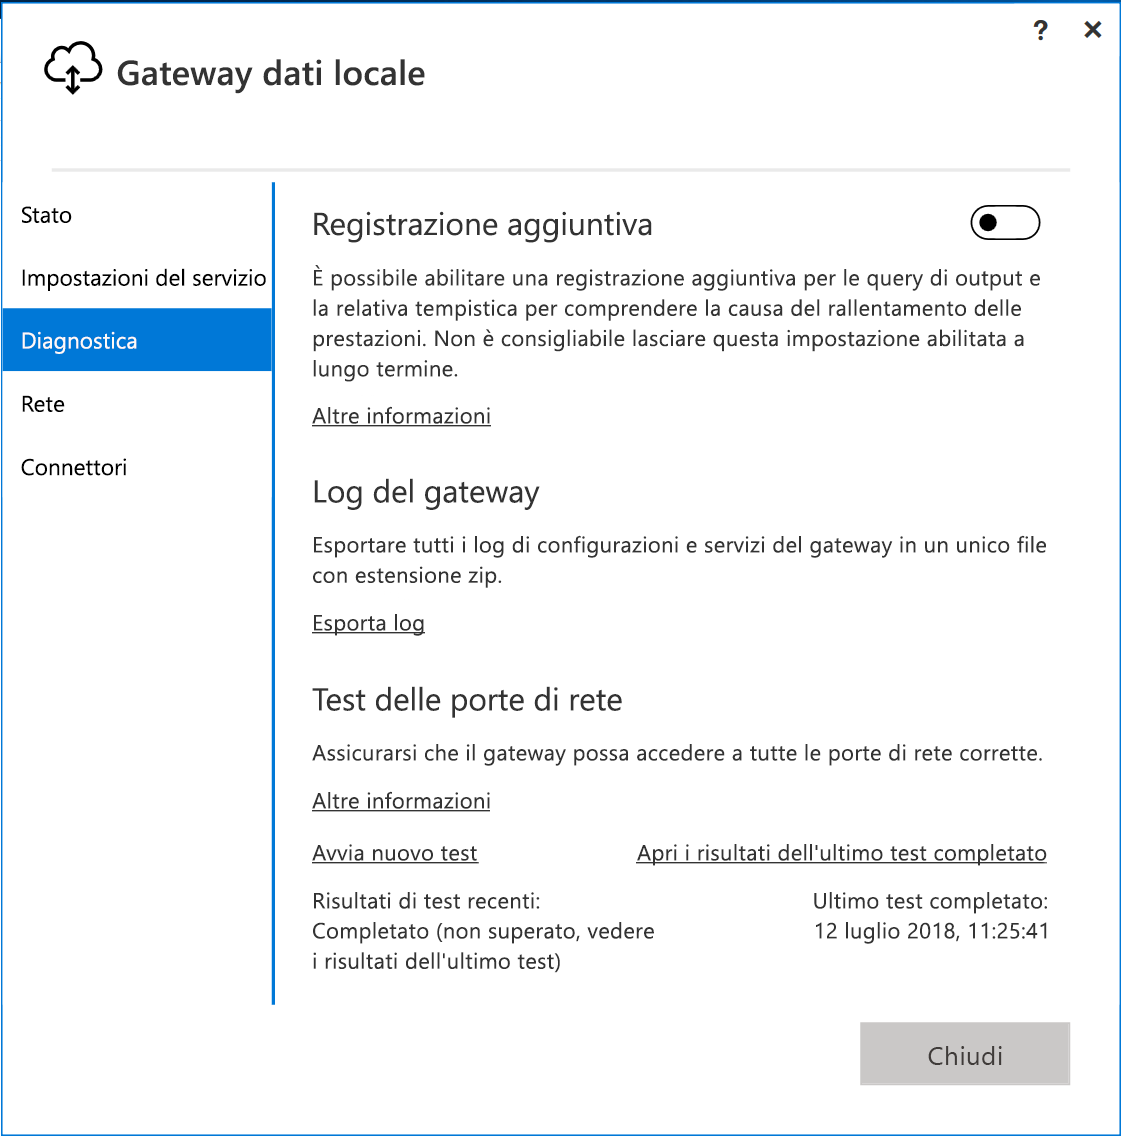 ?
Gateway dati locale
Stato
Impostazioni del servizio
Diagnostica
Rete
Connettori
Registrazione aggiuntiva
È possibile abilitare una registrazione aggiuntiva per le query di output e
la relativa tempistica per comprendere la causa del rallentamento delle
prestazioni. Non è consigliabile lasciare questa impostazione abilitata a
lungo termine.
Altre informazioni
Log del gateway
Esportare tutti i log di configurazioni e servizi del gateway in un unico file
con estensione zip.
Esporta log
Test delle porte di rete
Assicurarsi che il gateway possa accedere a tutte le porte di rete corrette.
Altre informazioni
Avvia nuovo test
Apri i risultati dell'ultimo test completato
Risultati di test recenti:
Completato (non superato, vedere
i risultati dell'ultimo test)
Ultimo test completato:
12 luglio 2018, 11:25:41
Chiudi